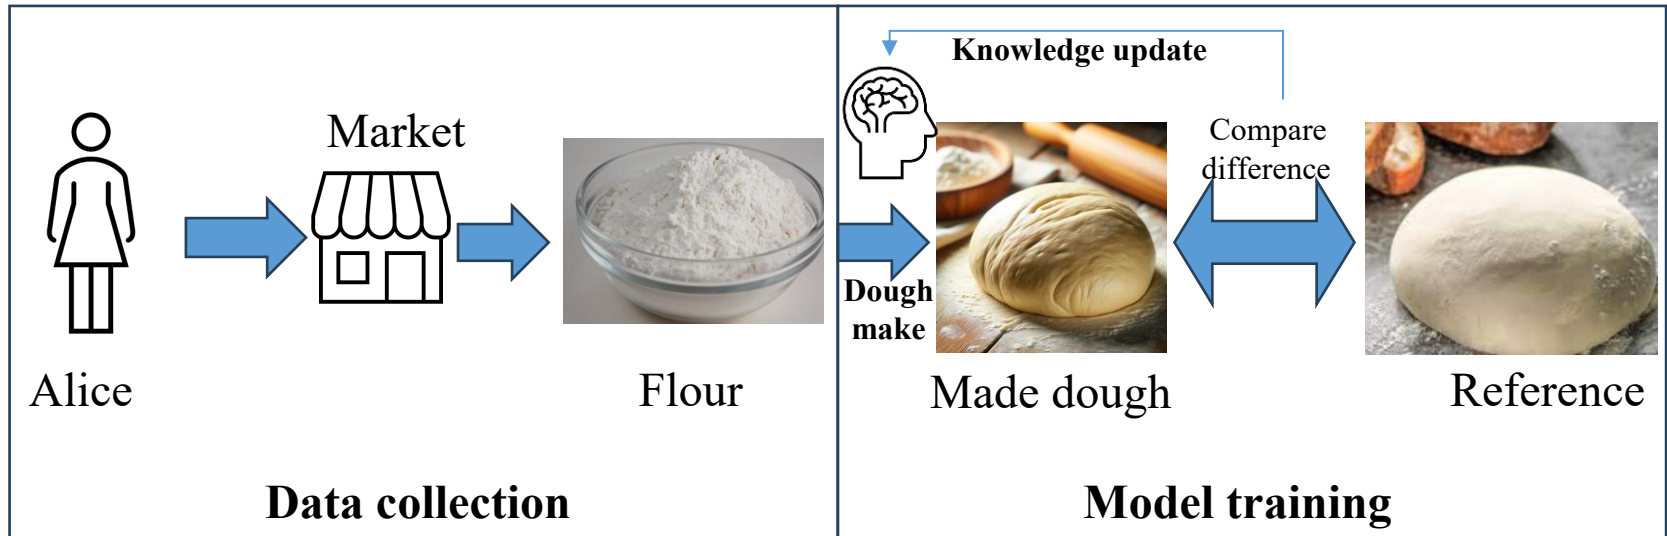 Alice
Market
Flour
Data collection
Knowledge update
Dough
make
Made dough
Compare
difference
Reference
Model training